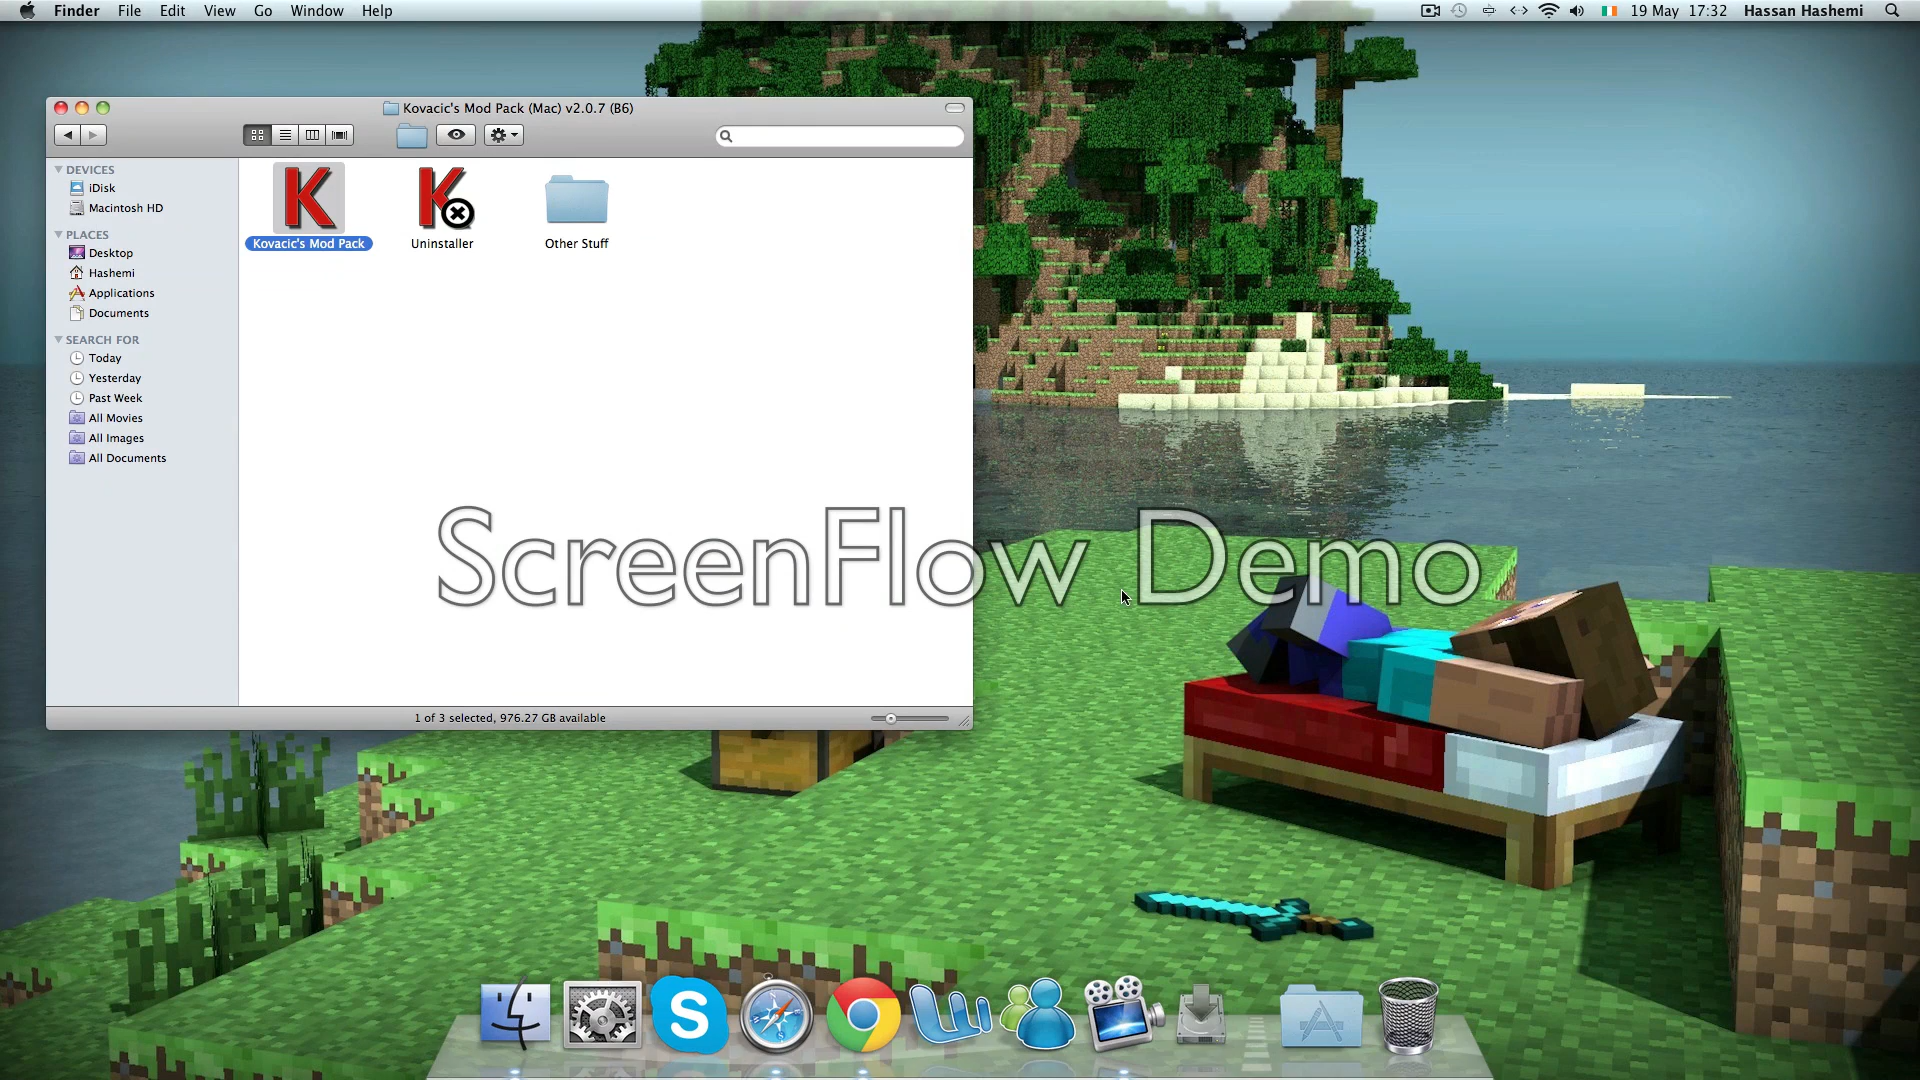 Finder File Edit View Go Window Help
19 May 17:32 Hassan Hashemi
Kovacic's Mod Pack (Mac) v2.0.7 (B6)
DEVICES
iDisk
Macintosh HD
PLACES
Desktop
Hashemi
Applications
Documents
SEARCH FOR
Today
Yesterday
Past Week
All Movies
All Images
All Documents
K
Kovacic's Mod Pack
K
Uninstaller
Other Stuff
1 of 3 selected, 976.27 GB available
ScreenFlow Demo
S